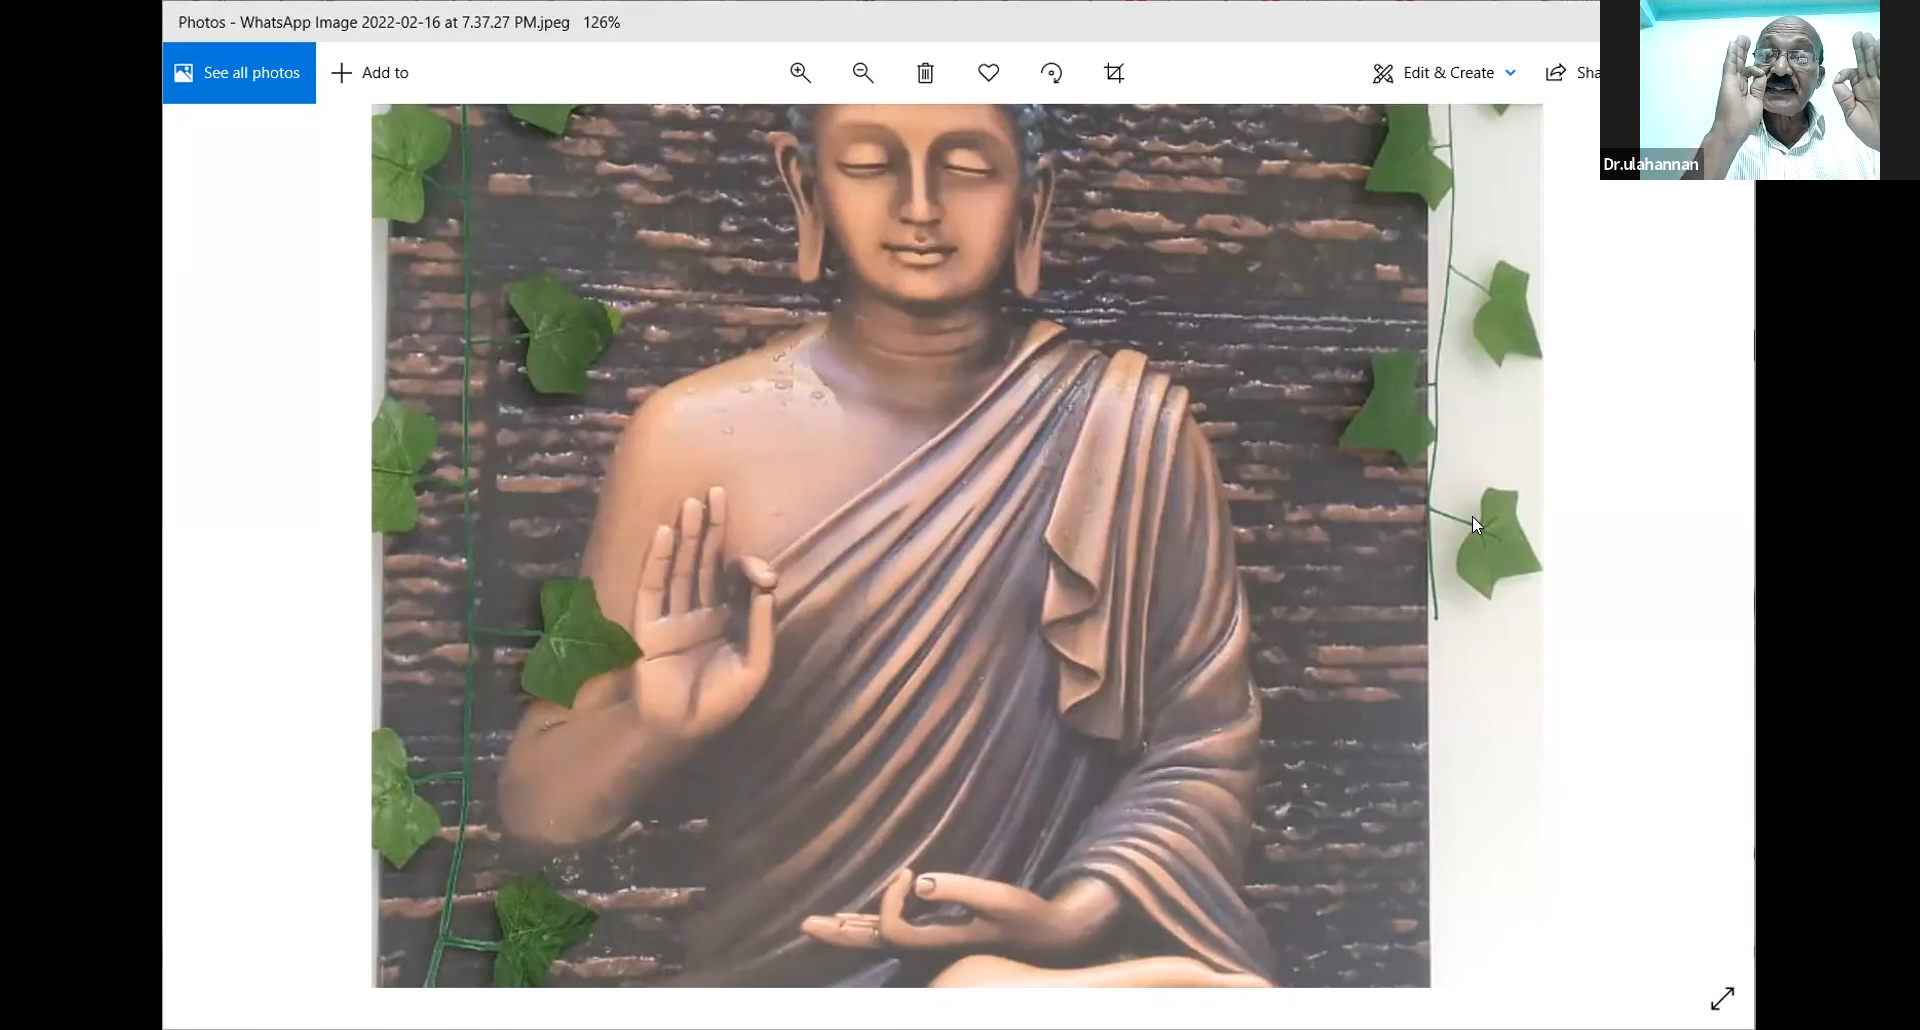 Photos - WhatsApp Image 2022-02-16 at 7.37.27 PM.jpeg 126%
See all photos
Add to
Edit & Create
Sha
Dr.ulahannan